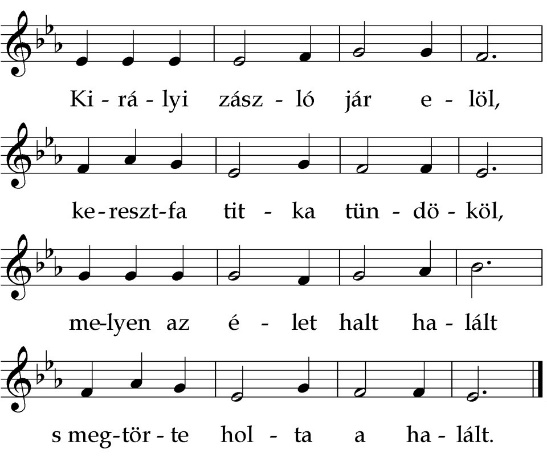 Ki - rá - lyi zász - ló jár e - löl,
ke - reszt - fa tit - ka tün - dö - köl,
me - lyen az é - let halt ha - lált
s meg - tör - te hol - ta a ha - lált.